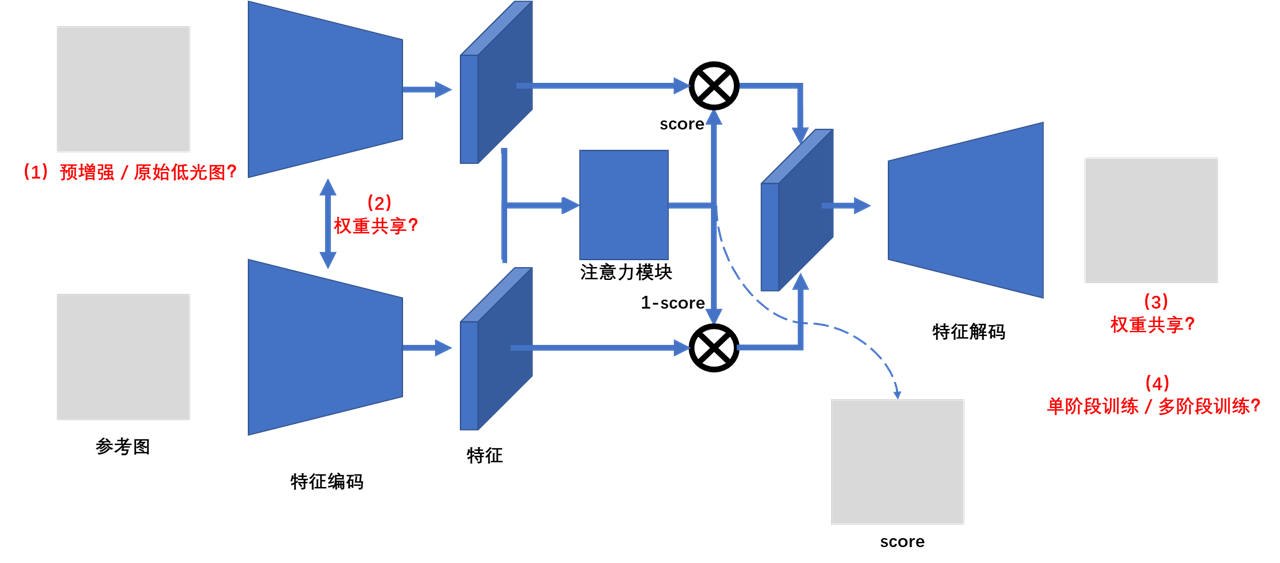 (1) 预增强 / 原始低光图?
(2)
权重共享?
score
注意力模块
1-score
参考图
特征编码
特征
特征解码
(3)
权重共享?
(4)
单阶段训练 / 多阶段训练?
score